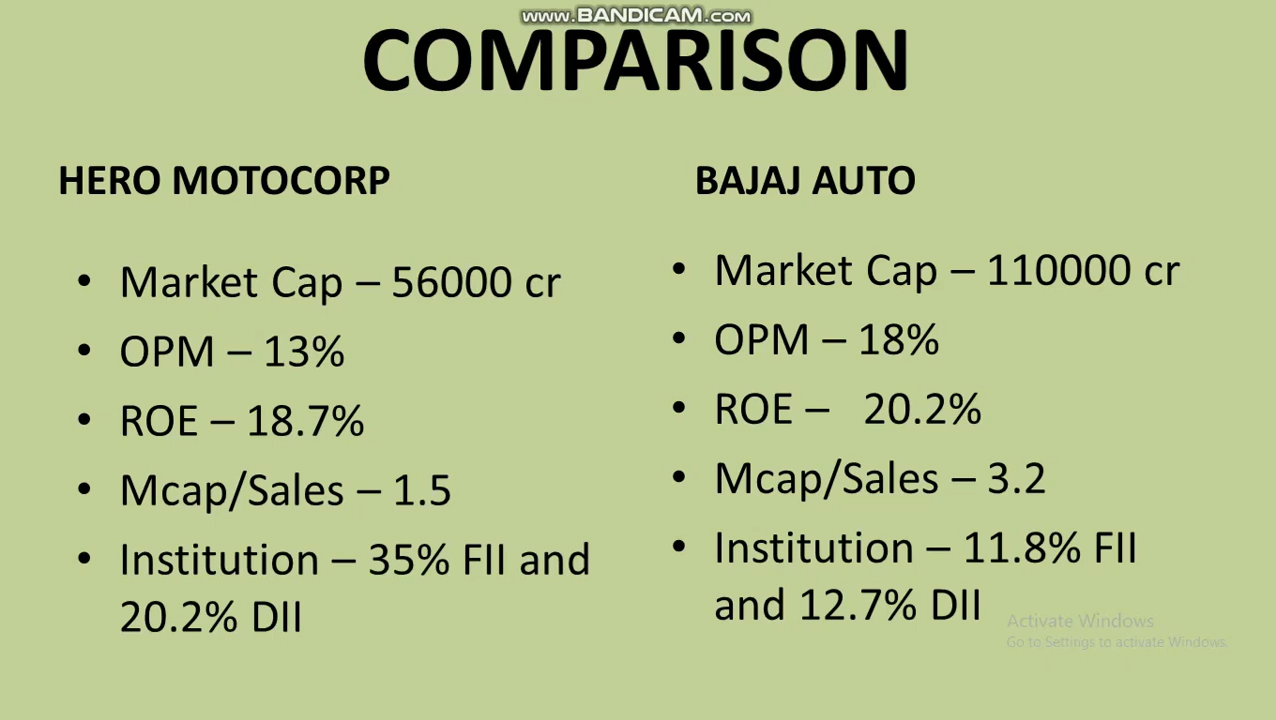 www.BANDICAM.com
COMPARISON
HERO MOTOCORP
• Market Cap – 56000 cr
• OPM – 13%
• ROE – 18.7%
• Mcap/Sales – 1.5
• Institution – 35% FII and
20.2% DII
BAJAJ AUTO
• Market Cap – 110000 cr
• OPM – 18%
• ROE –   20.2%
• Mcap/Sales – 3.2
• Institution – 11.8% FII
and 12.7% DII
Activate Windows
Go to Settings to activate Windows.